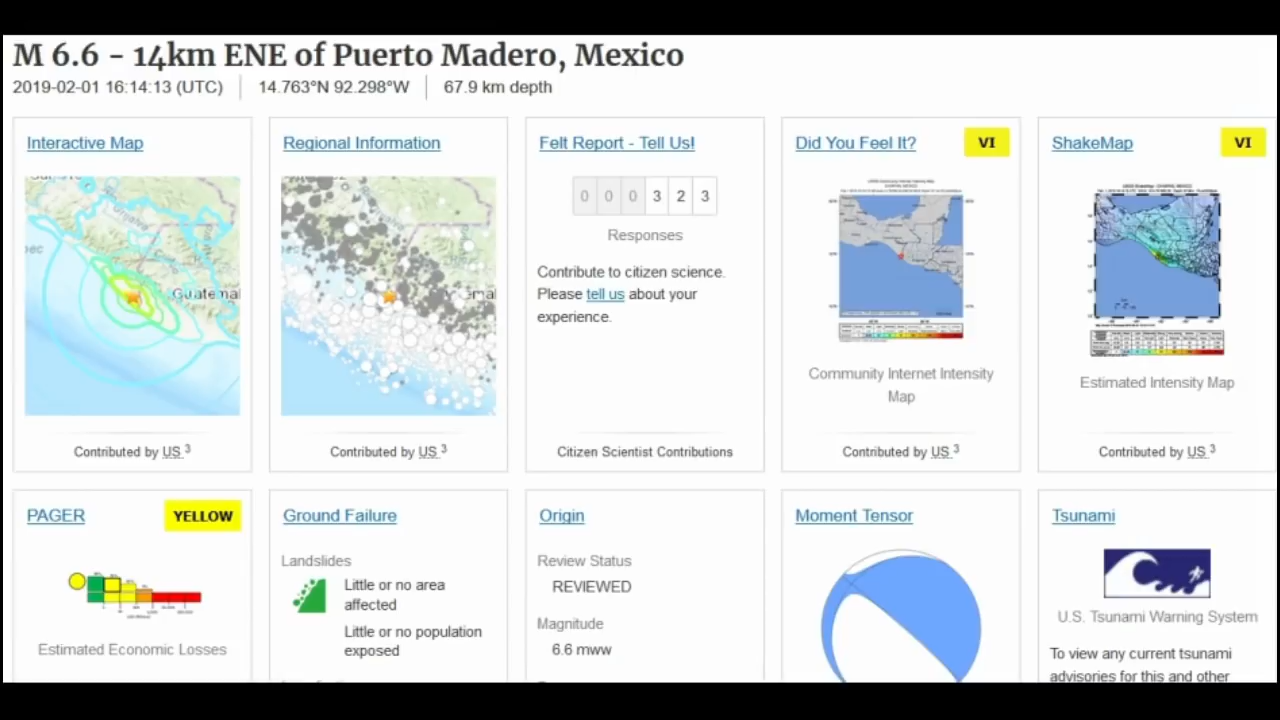 M 6.6 - 14km ENE of Puerto Madero, Mexico
2019-02-01 16:14:13 (UTC) 14.763°N 92.298°W 67.9 km depth
Interactive Map
Guatemal
Contributed by US 3
Regional Information
Contributed by US 3
Felt Report - Tell Us!
0 0 0 3 2 3
Responses
Contribute to citizen science.
Please tell us about your
experience.
Citizen Scientist Contributions
Did You Feel It?
VI
Community Internet Intensity
Map
Contributed by US 3
ShakeMap
VI
Estimated Intensity Map
Contributed by US 3
PAGER
YELLOW
Estimated Economic Losses
Ground Failure
Landslides
Little or no area
affected
Little or no population
exposed
Origin
Review Status
REVIEWED
Magnitude
6.6 mww
Moment Tensor
Tsunami
U.S. Tsunami Warning System
To view any current tsunami
advisories for this and other